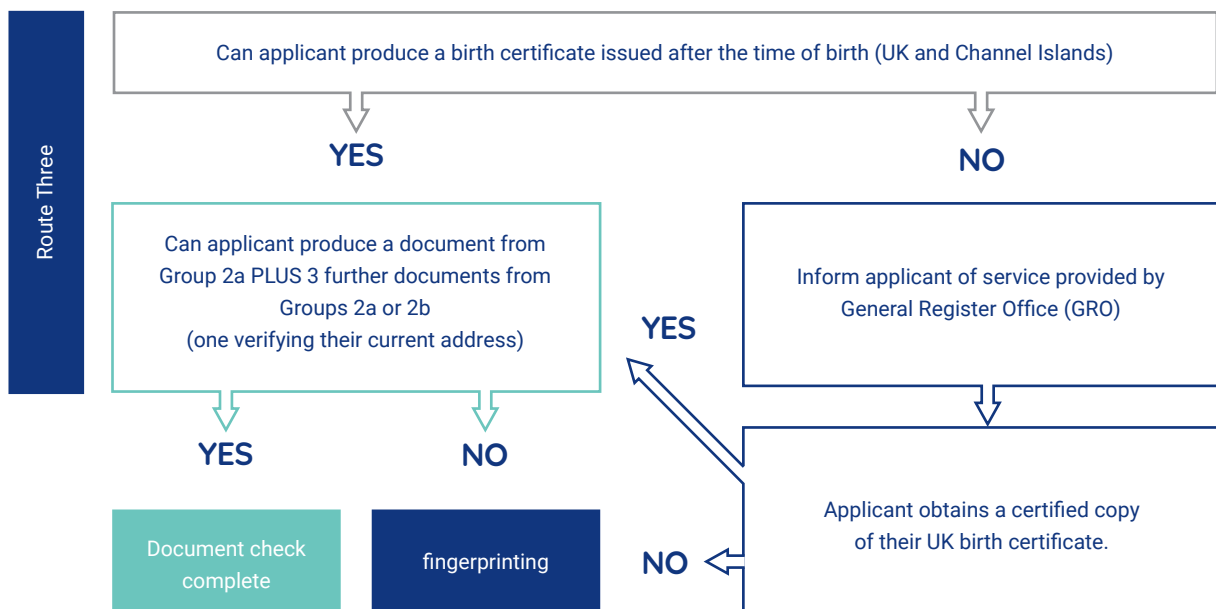 Route Three
Can applicant produce a birth certificate issued after the time of birth (UK and Channel Islands)
YES
NO
Can applicant produce a document from
Group 2a PLUS 3 further documents from
Groups 2a or 2b
(one verifying their current address)
Inform applicant of service provided by
General Register Office (GRO)
YES
YES
NO
Document check
complete
fingerprinting
NO
Applicant obtains a certified copy
of their UK birth certificate.